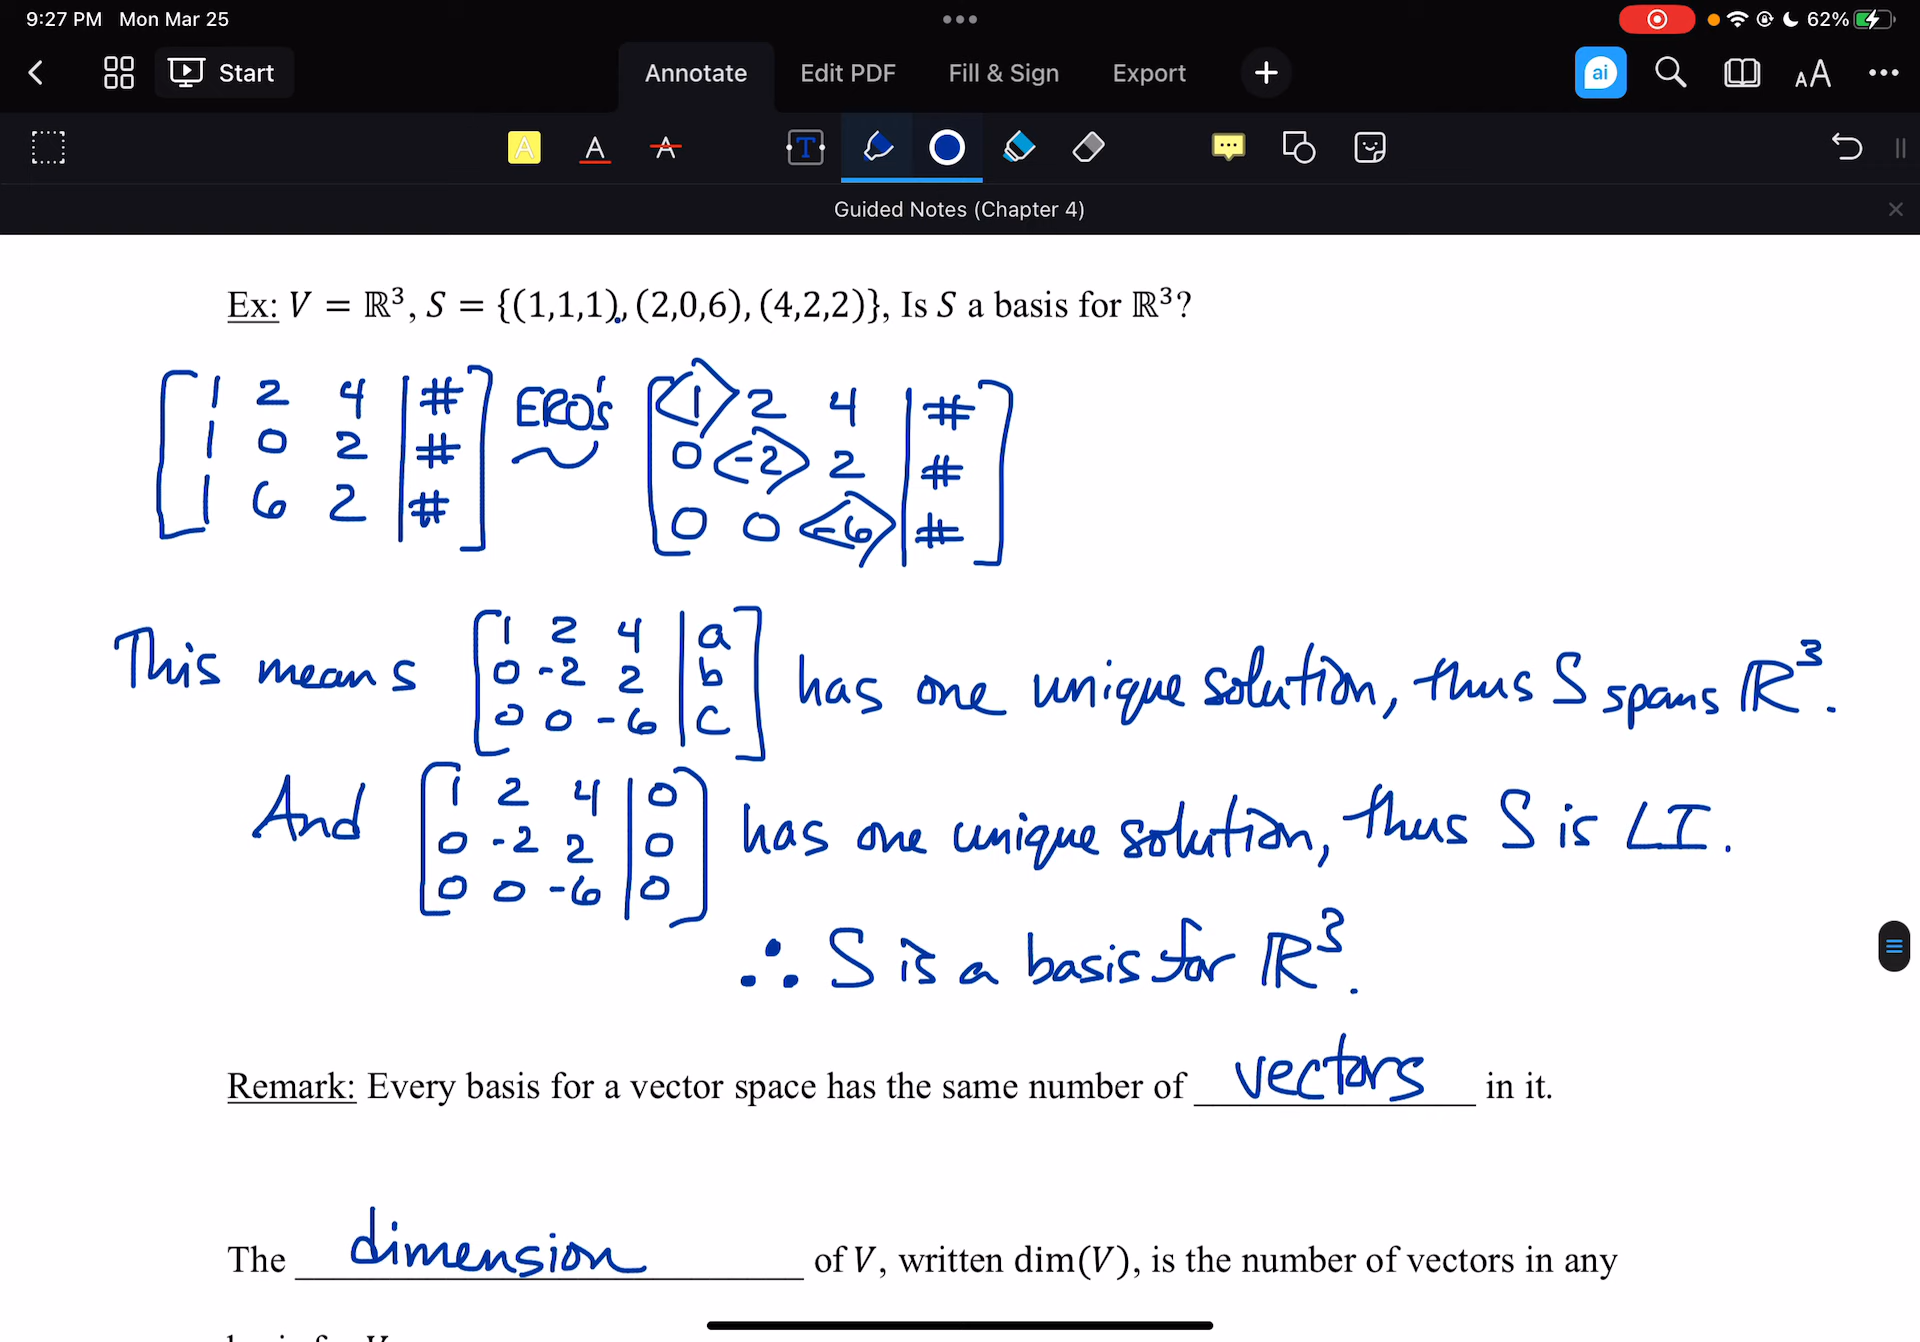 9:27 PM Mon Mar 25
62%
Start
Annotate
Edit PDF
Fill & Sign
Export
ai
AA
A A A T
Guided Notes (Chapter 4)
Ex: V = ℝ³, S = {(1,1,1), (2,0,6), (4,2,2)}, Is S a basis for ℝ³?
[1 2 4 | #] ERO's [1 2 4 | #]
[1 0 2 | #] ~ [0 -2 2 | #]
[1 6 2 | #] [0 0 -6 | #]
[1 2 4 | a]
This means [0 -2 2 | b] has one unique solution, thus S spans ℝ³.
[0 0 -6 | c]
[1 2 4 | 0]
And [0 -2 2 | 0] has one unique solution, thus S is LI.
[0 0 -6 | 0]
∴ S is a basis for ℝ³.
Remark: Every basis for a vector space has the same number of vectors in it.
The dimension of V, written dim(V), is the number of vectors in any